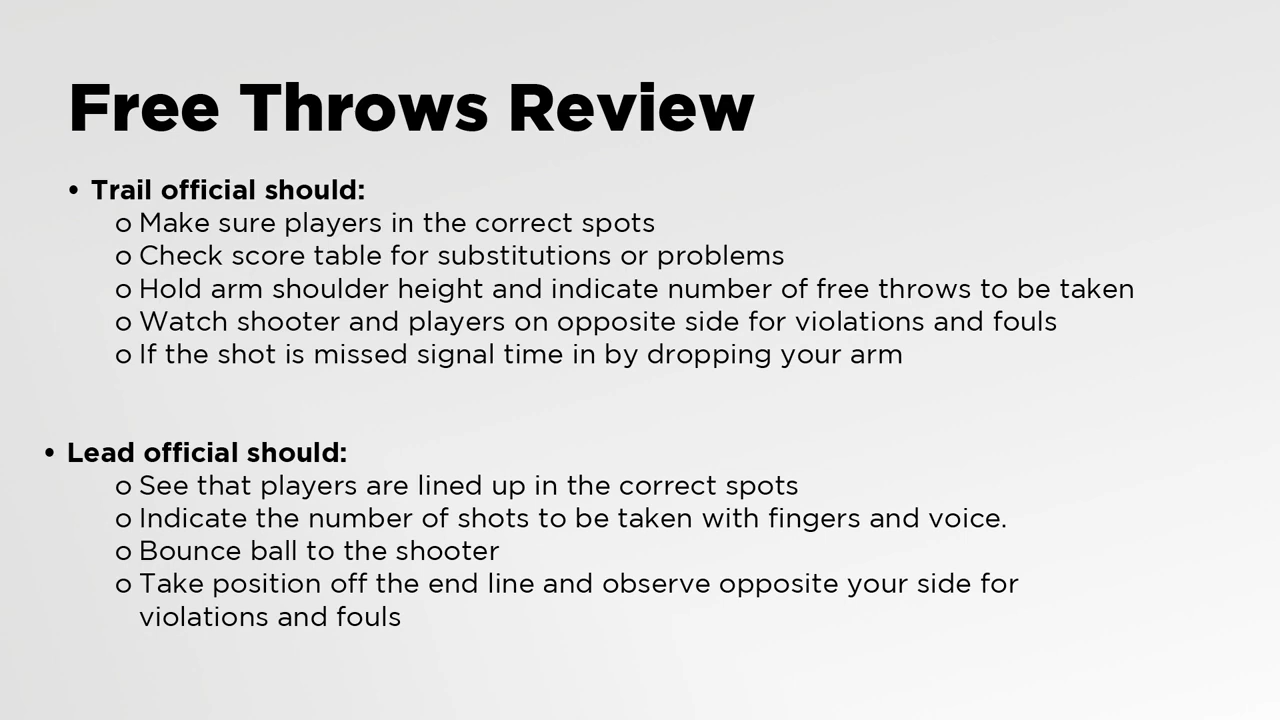 Free Throws Review
• Trail official should:
o Make sure players in the correct spots
o Check score table for substitutions or problems
o Hold arm shoulder height and indicate number of free throws to be taken
o Watch shooter and players on opposite side for violations and fouls
o If the shot is missed signal time in by dropping your arm
• Lead official should:
o See that players are lined up in the correct spots
o Indicate the number of shots to be taken with fingers and voice.
o Bounce ball to the shooter
o Take position off the end line and observe opposite your side for
violations and fouls